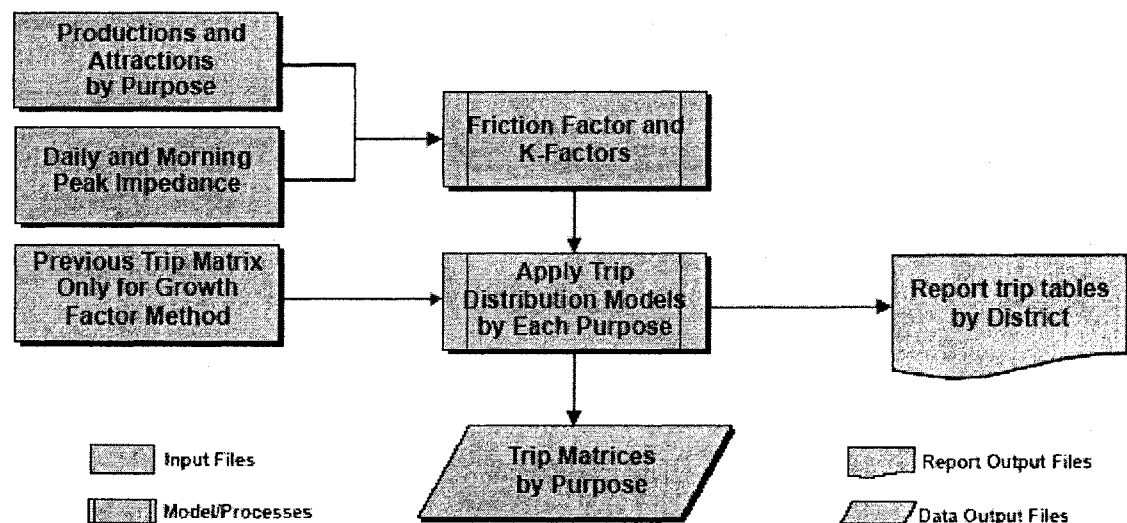 Productions and
Attractions
by Purpose
Daily and Morning
Peak Impedance
Previous Trip Matrix
Only for Growth
Factor Method
Friction Factor and
K-Factors
Apply Trip
Distribution Models
by Each Purpose
Report trip tables
by District
Trip Matrices
by Purpose
Input Files
Model/Processes
Report Output Files
Data Output Files